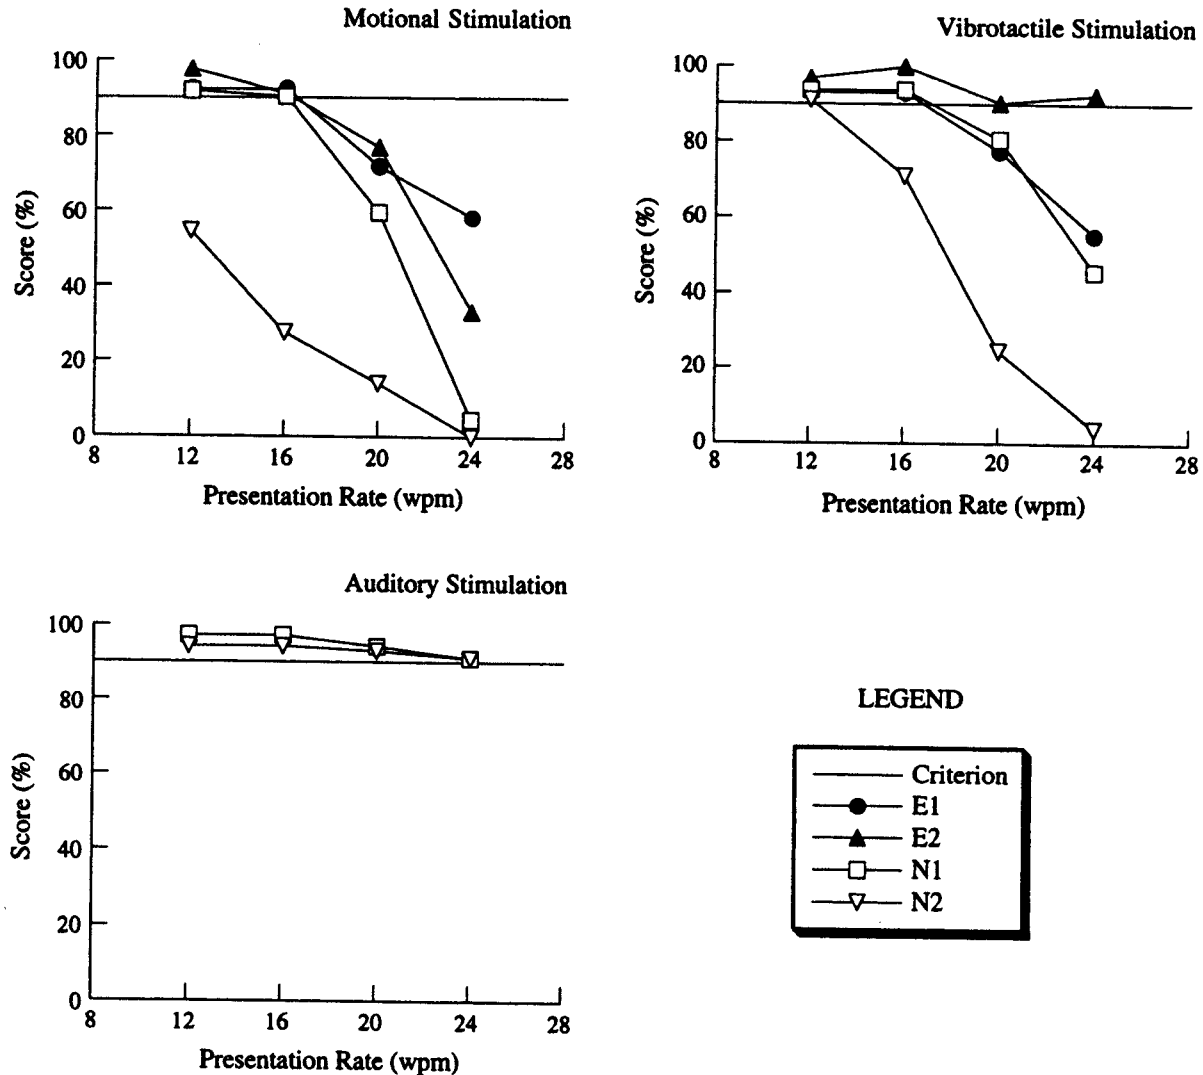 Motional Stimulation
100
80
60
40
20
0
Score (%)
8 12 16 20 24 28
Presentation Rate (wpm)
Vibrotactile Stimulation
100
80
60
40
20
0
Score (%)
8 12 16 20 24 28
Presentation Rate (wpm)
Auditory Stimulation
100
80
60
40
20
0
Score (%)
8 12 16 20 24 28
Presentation Rate (wpm)
LEGEND
Criterion
E1
E2
N1
N2